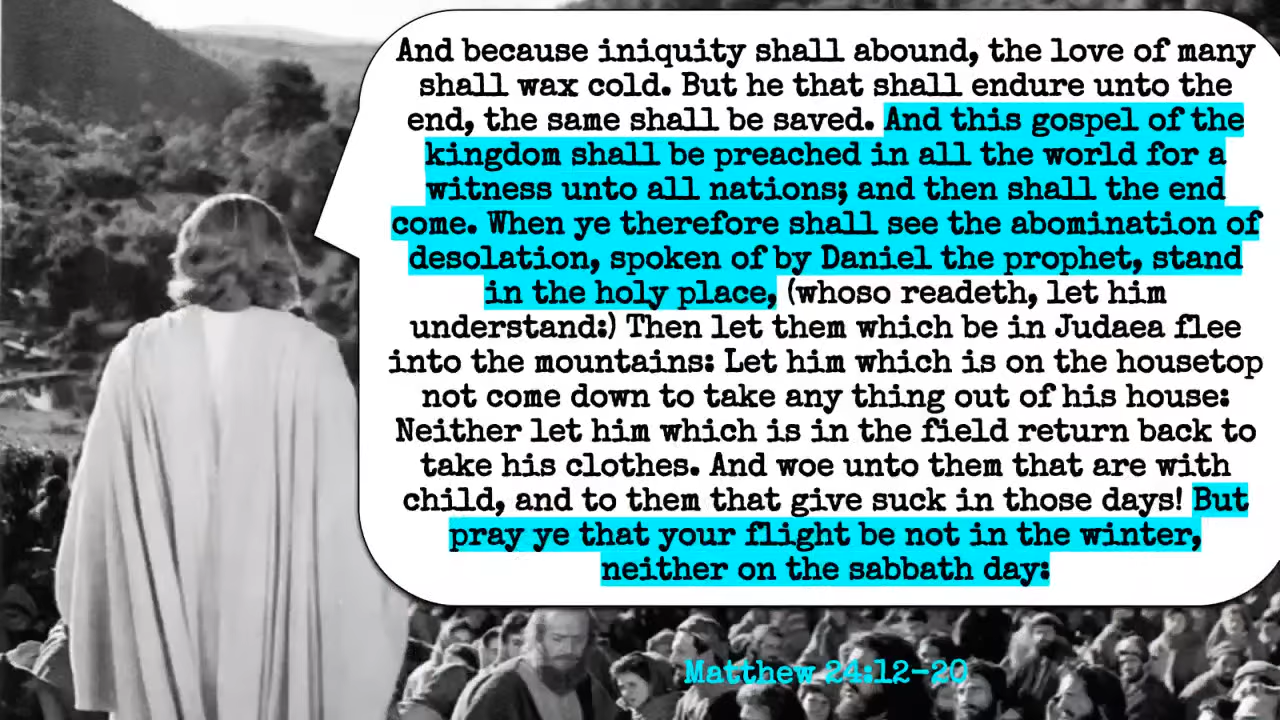 And because iniquity shall abound, the love of many
shall wax cold. But he that shall endure unto the
end, the same shall be saved. And this gospel of the
kingdom shall be preached in all the world for a
witness unto all nations; and then shall the end
come. When ye therefore shall see the abomination of
desolation, spoken of by Daniel the prophet, stand
in the holy place, (whoso readeth, let him
understand:) Then let them which be in Judaea flee
into the mountains: Let him which is on the housetop
not come down to take any thing out of his house:
Neither let him which is in the field return back to
take his clothes. And woe unto them that are with
child, and to them that give suck in those days! But
pray ye that your flight be not in the winter,
neither on the sabbath day:
Matthew 24:12-20